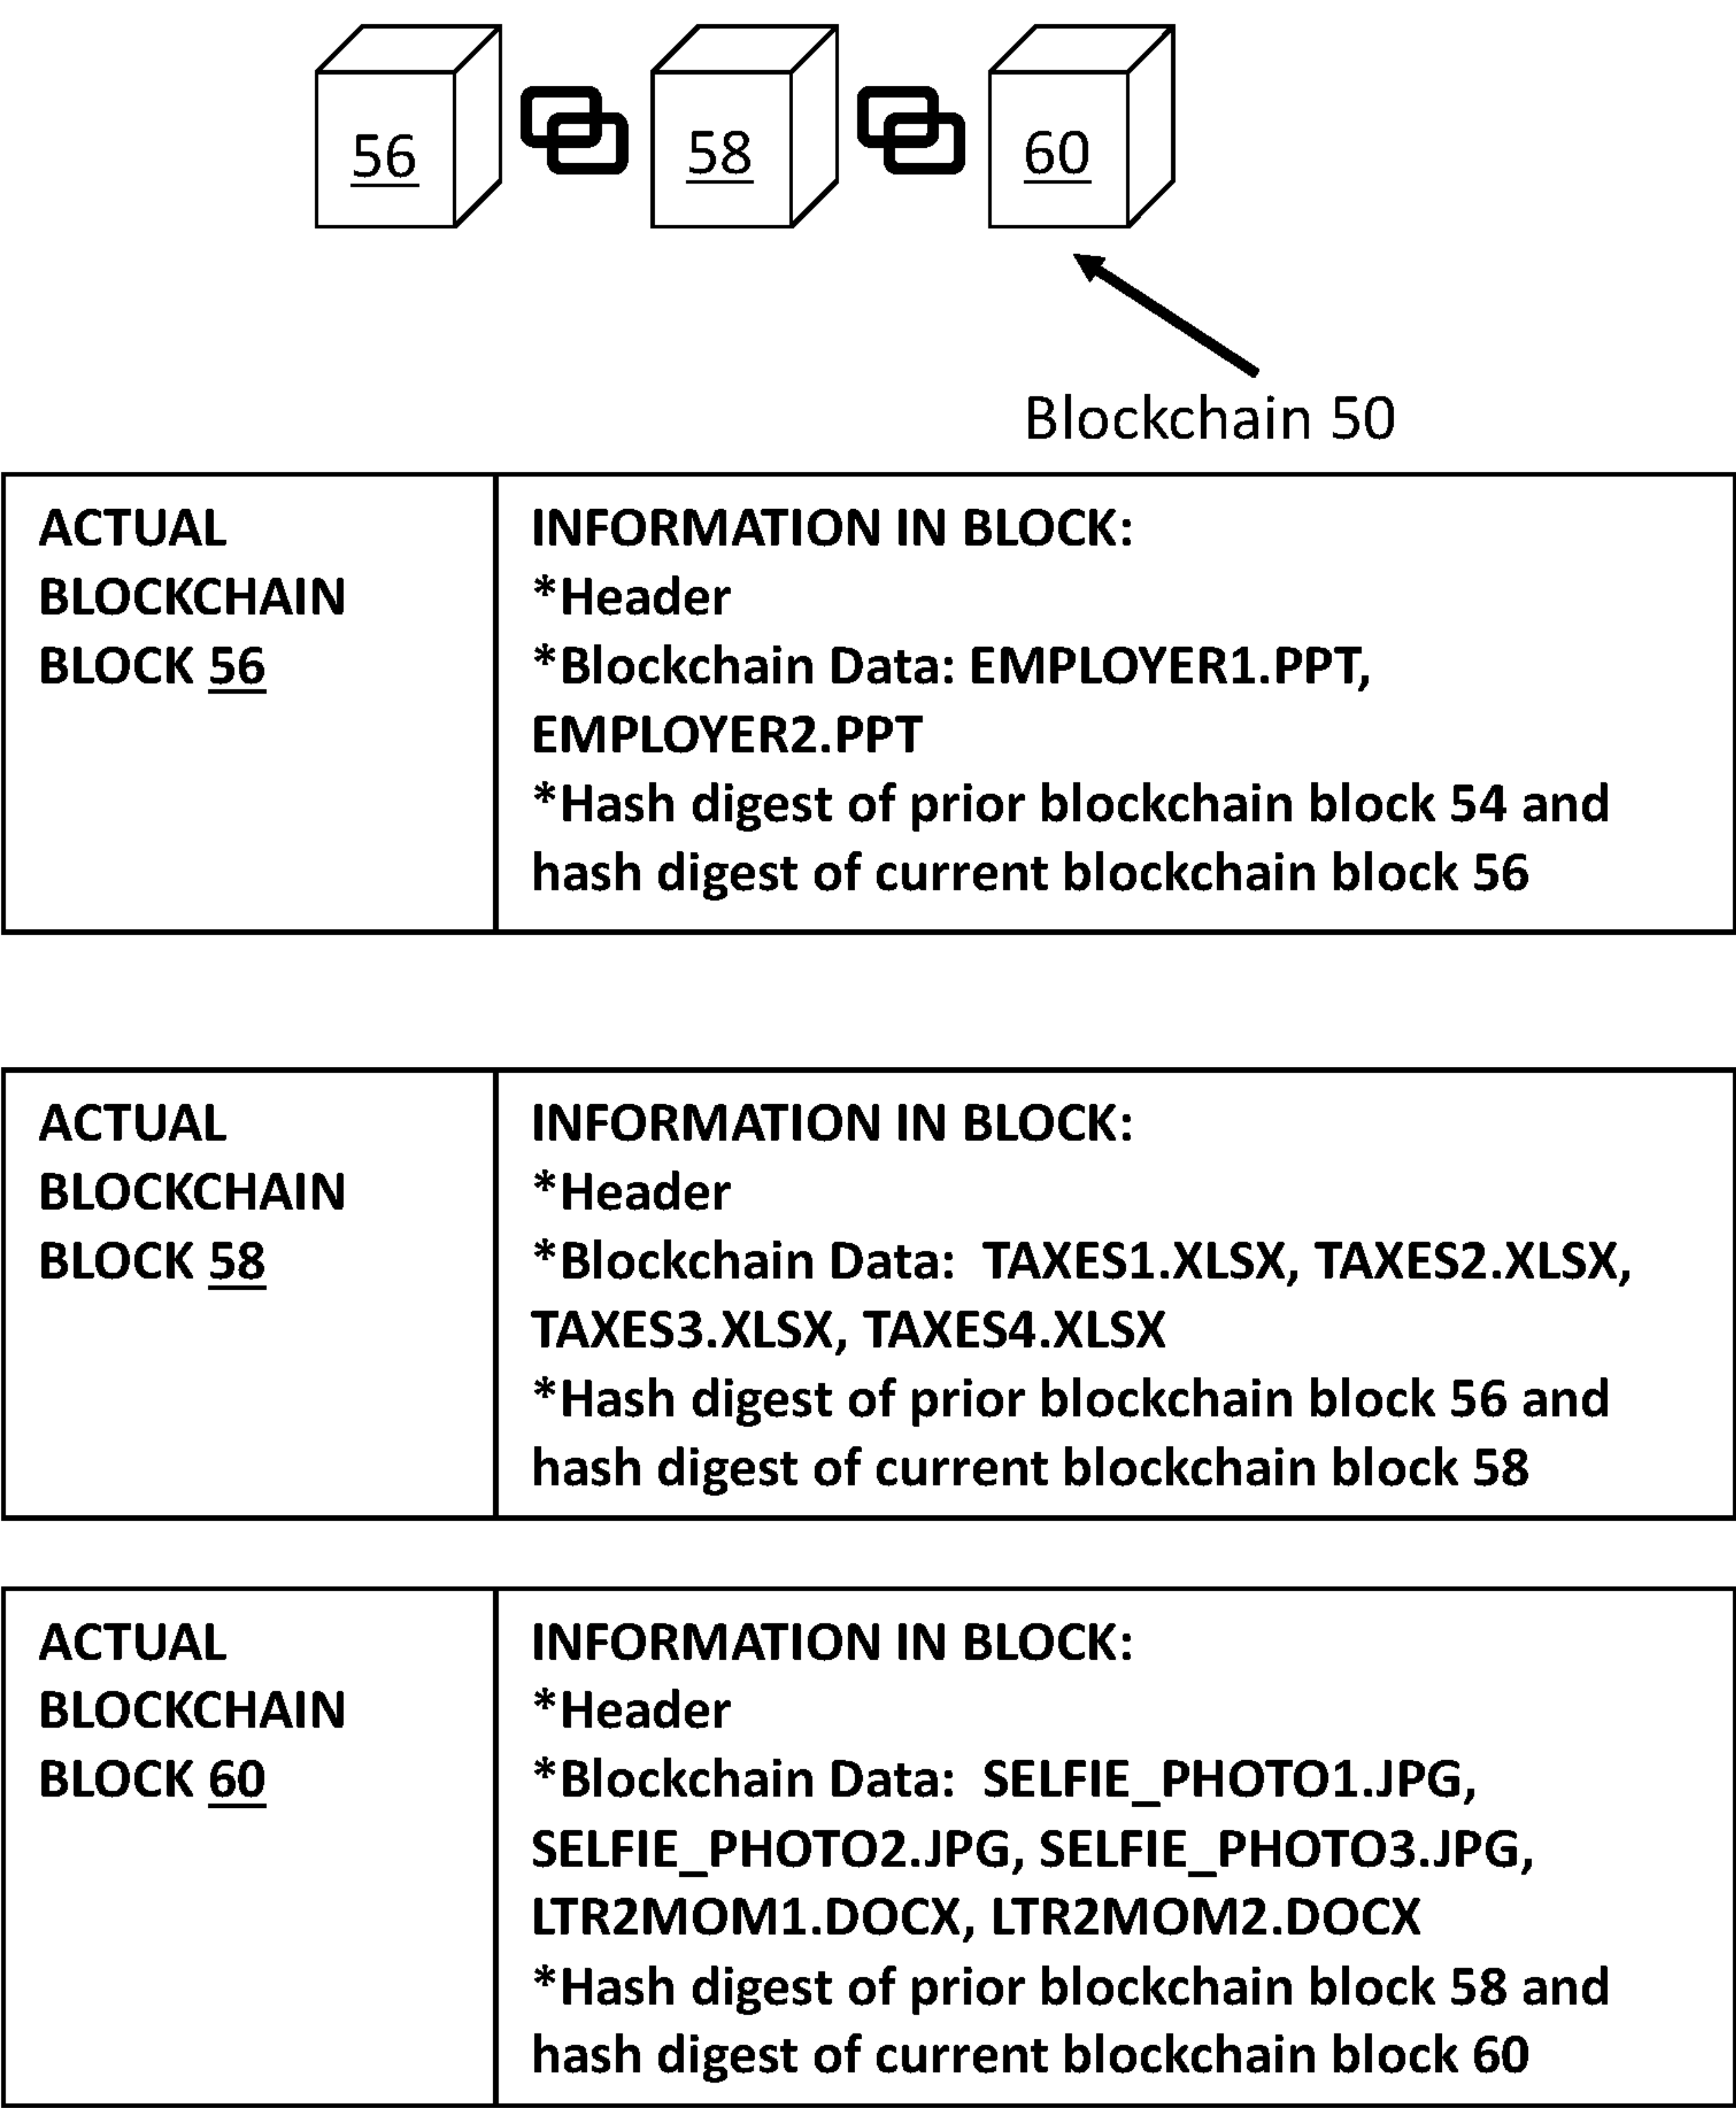 56
58
60
Blockchain 50
ACTUAL
BLOCKCHAIN
BLOCK 56
INFORMATION IN BLOCK:
*Header
*Blockchain Data: EMPLOYER1.PPT,
EMPLOYER2.PPT
*Hash digest of prior blockchain block 54 and
hash digest of current blockchain block 56
ACTUAL
BLOCKCHAIN
BLOCK 58
INFORMATION IN BLOCK:
*Header
*Blockchain Data:  TAXES1.XLSX, TAXES2.XLSX,
TAXES3.XLSX, TAXES4.XLSX
*Hash digest of prior blockchain block 56 and
hash digest of current blockchain block 58
ACTUAL
BLOCKCHAIN
BLOCK 60
INFORMATION IN BLOCK:
*Header
*Blockchain Data:  SELFIE_PHOTO1.JPG,
SELFIE_PHOTO2.JPG, SELFIE_PHOTO3.JPG,
LTR2MOM1.DOCX, LTR2MOM2.DOCX
*Hash digest of prior blockchain block 58 and
hash digest of current blockchain block 60